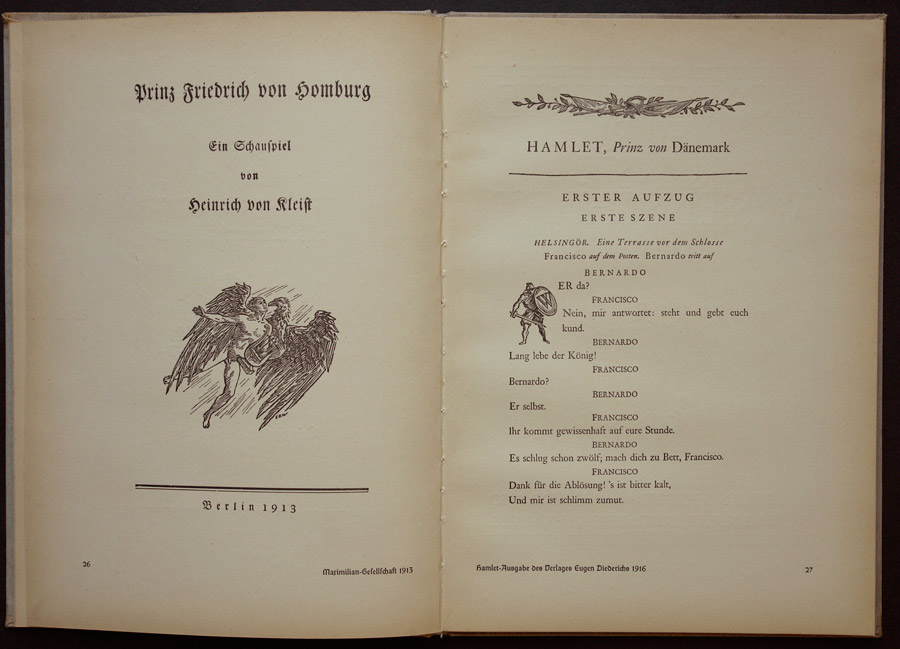 Prinz Friedrich von Homburg
Ein Schauspiel
von
Heinrich von Kleist
Berlin 1913
26
Maximilian-Gesellschaft 1913
HAMLET, Prinz von Dänemark
ERSTER AUFZUG
ERSTE SZENE
HELSINGÖR. Eine Terrasse vor dem Schlosse
Francisco auf dem Posten. Bernardo tritt auf
BERNARDO
WER da?
FRANCISCO
Nein, mir antwortet: steht und gebt euch
kund.
BERNARDO
Lang lebe der König!
FRANCISCO
Bernardo?
BERNARDO
Er selbst.
FRANCISCO
Ihr kommt gewissenhaft auf eure Stunde.
BERNARDO
Es schlug schon zwölf; mach dich zu Bett, Francisco.
FRANCISCO
Dank für die Ablösung! 's ist bitter kalt,
Und mir ist schlimm zumut.
Hamlet-Ausgabe des Verlages Eugen Diederichs 1916
27